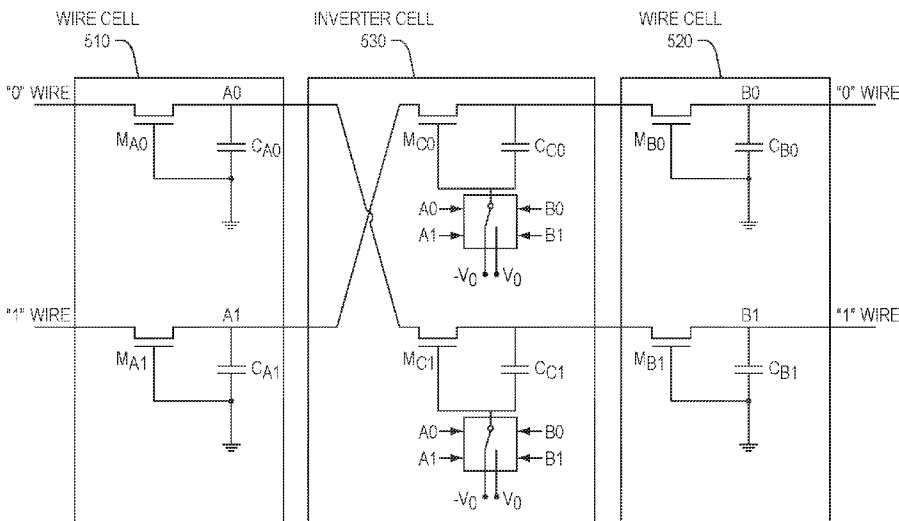 WIRE CELL
510
INVERTER CELL
530
WIRE CELL
520
"0" WIRE
A0
B0
"0" WIRE
MA0
CA0
MC0
CC0
MB0
CB0
A0
B0
A1
B1
-V0
V0
"1" WIRE
A1
B1
"1" WIRE
MA1
CA1
MC1
CC1
MB1
CB1
A0
B0
A1
B1
-V0
V0